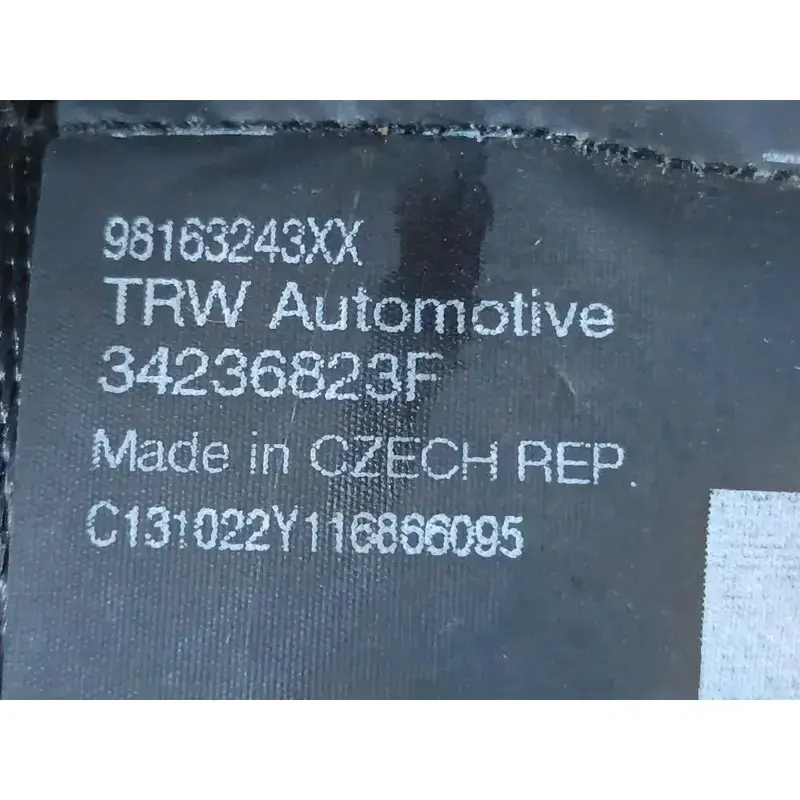 98163243XX
TRW Automotive
34236823F
Made in CZECH REP.
C131022Y116866095